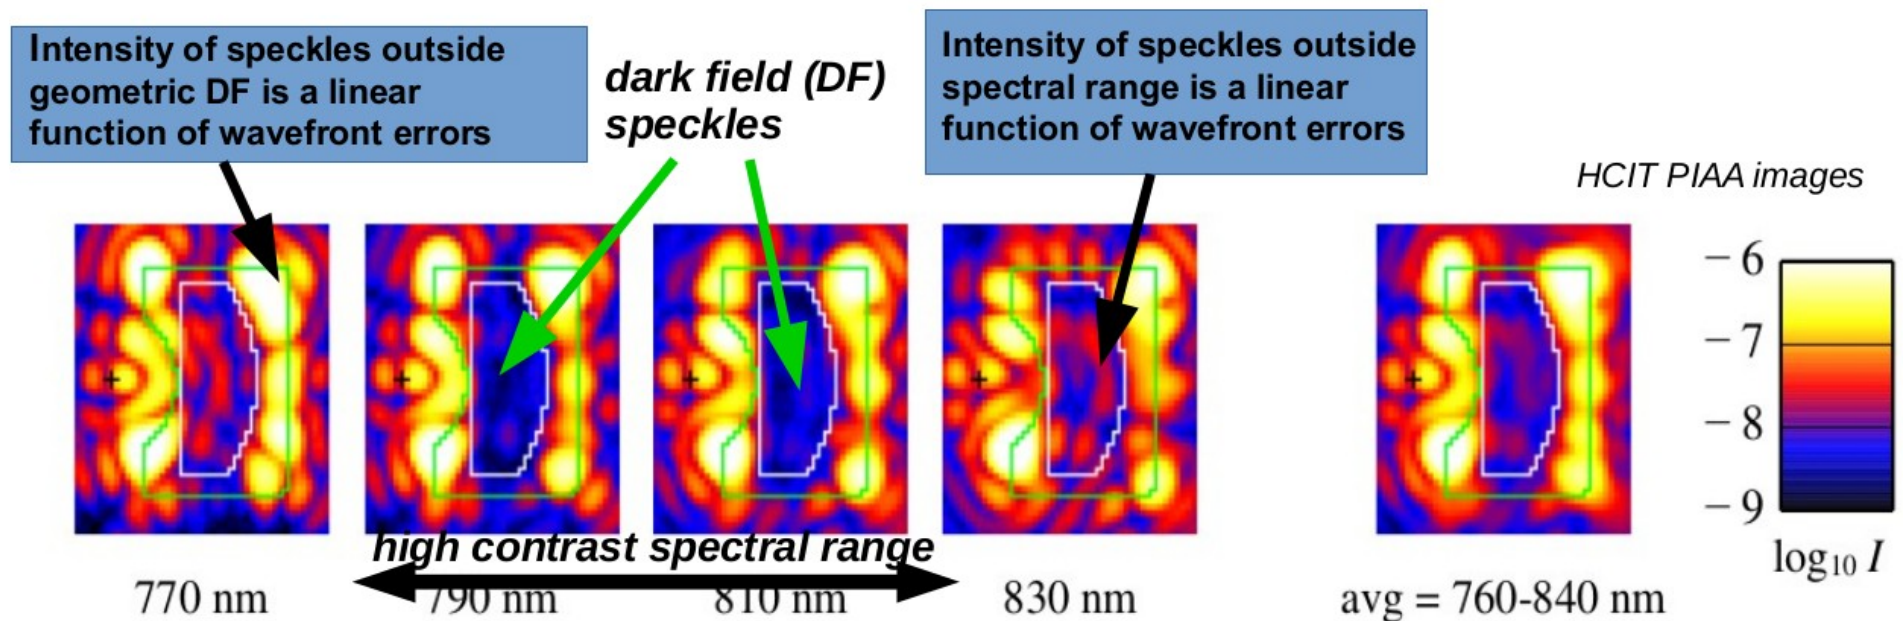 Intensity of speckles outside
geometric DF is a linear
function of wavefront errors
dark field (DF)
speckles
Intensity of speckles outside
spectral range is a linear
function of wavefront errors
HCIT PIAA images
− 6
− 7
− 8
− 9
log₁₀ I
high contrast spectral range
770 nm
790 nm
810 nm
830 nm
avg = 760-840 nm